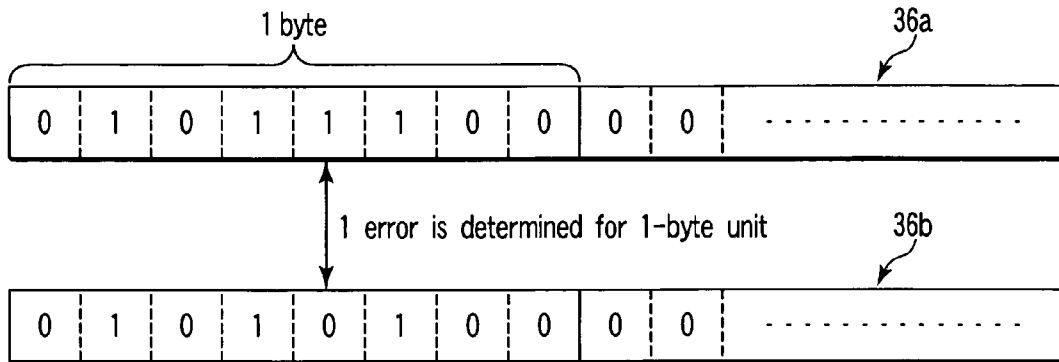 1 byte
36a
0 1 0 1 1 1 0 0 0 0
1 error is determined for 1-byte unit
36b
0 1 0 1 0 1 0 0 0 0